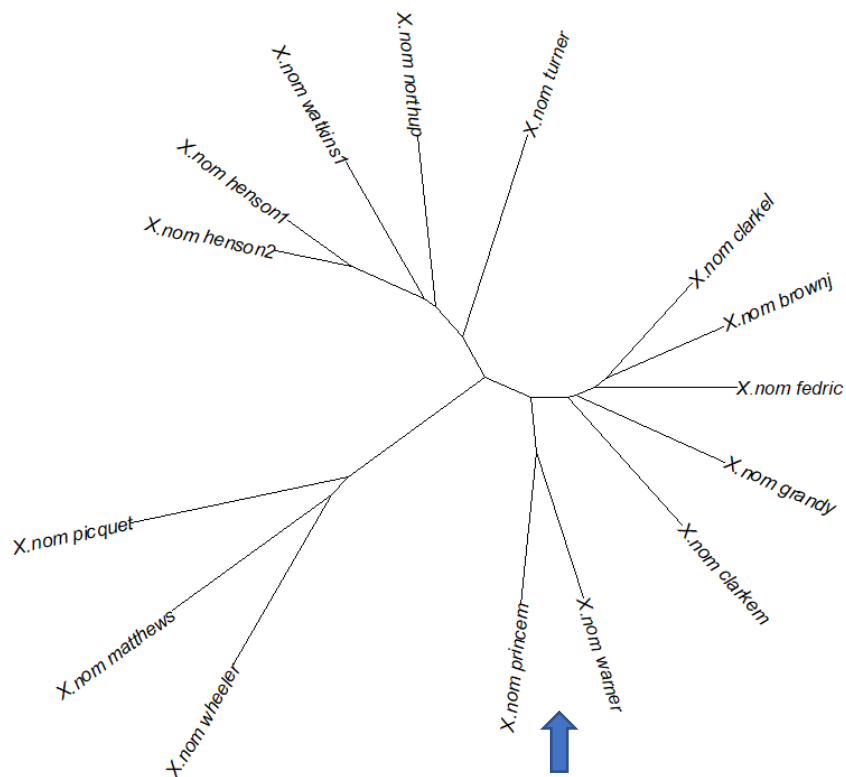 X.nom northup
X.nom turner
X.nom watkins1
X.nom henson1
X.nom henson2
X.nom clarkel
X.nom brownj
X.nom fedric
X.nom grandy
X.nom clarkem
X.nom picquet
X.nom matthews
X.nom wheeler
X.nom princem
X.nom warner